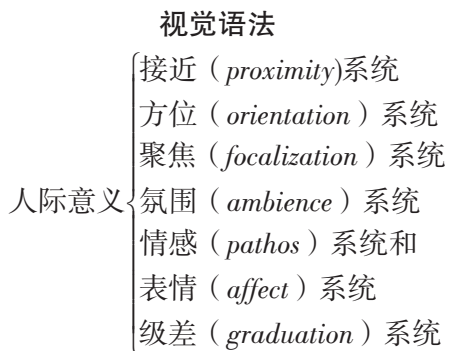 视觉语法
接近（proximity)系统
方位（orientation）系统
聚焦（focalization）系统
人际意义
氛围（ambience）系统
情感（pathos）系统和
表情（affect）系统
级差（graduation）系统